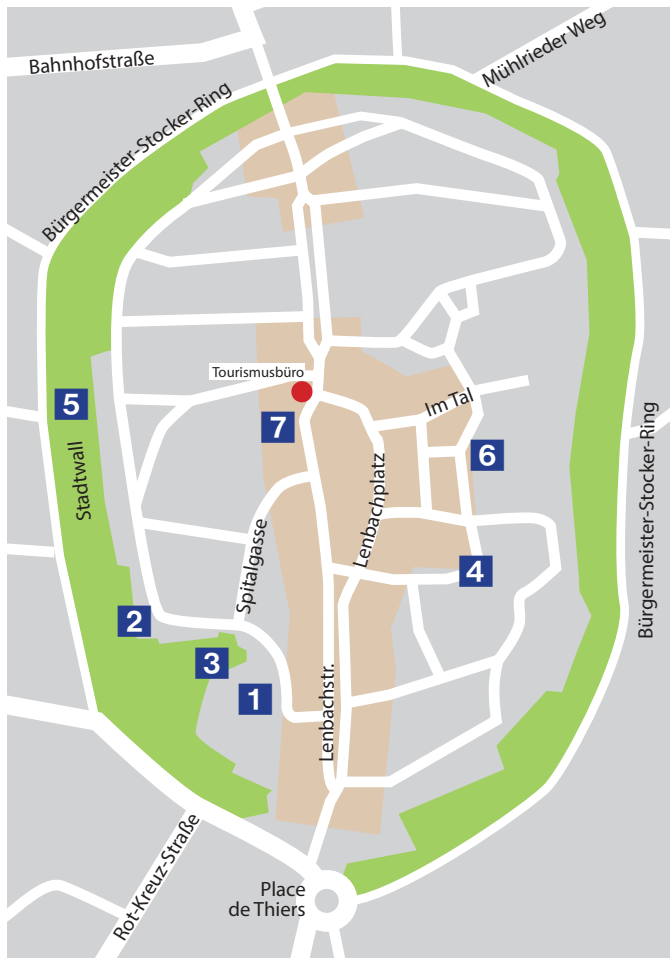 Bahnhofstraße
Mühlrieder Weg
Bürgermeister-Stocker-Ring
Tourismusbüro
5
7
Im Tal
6
Stadtwall
Lenbachplatz
Bürgermeister-Stocker-Ring
Spitalgasse
4
2
3
1
Lenbachstr.
Rot-Kreuz-Straße
Place
de Thiers